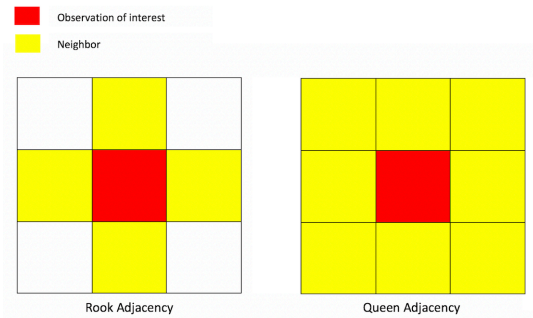 Observation of interest
Neighbor
Rook Adjacency
Queen Adjacency